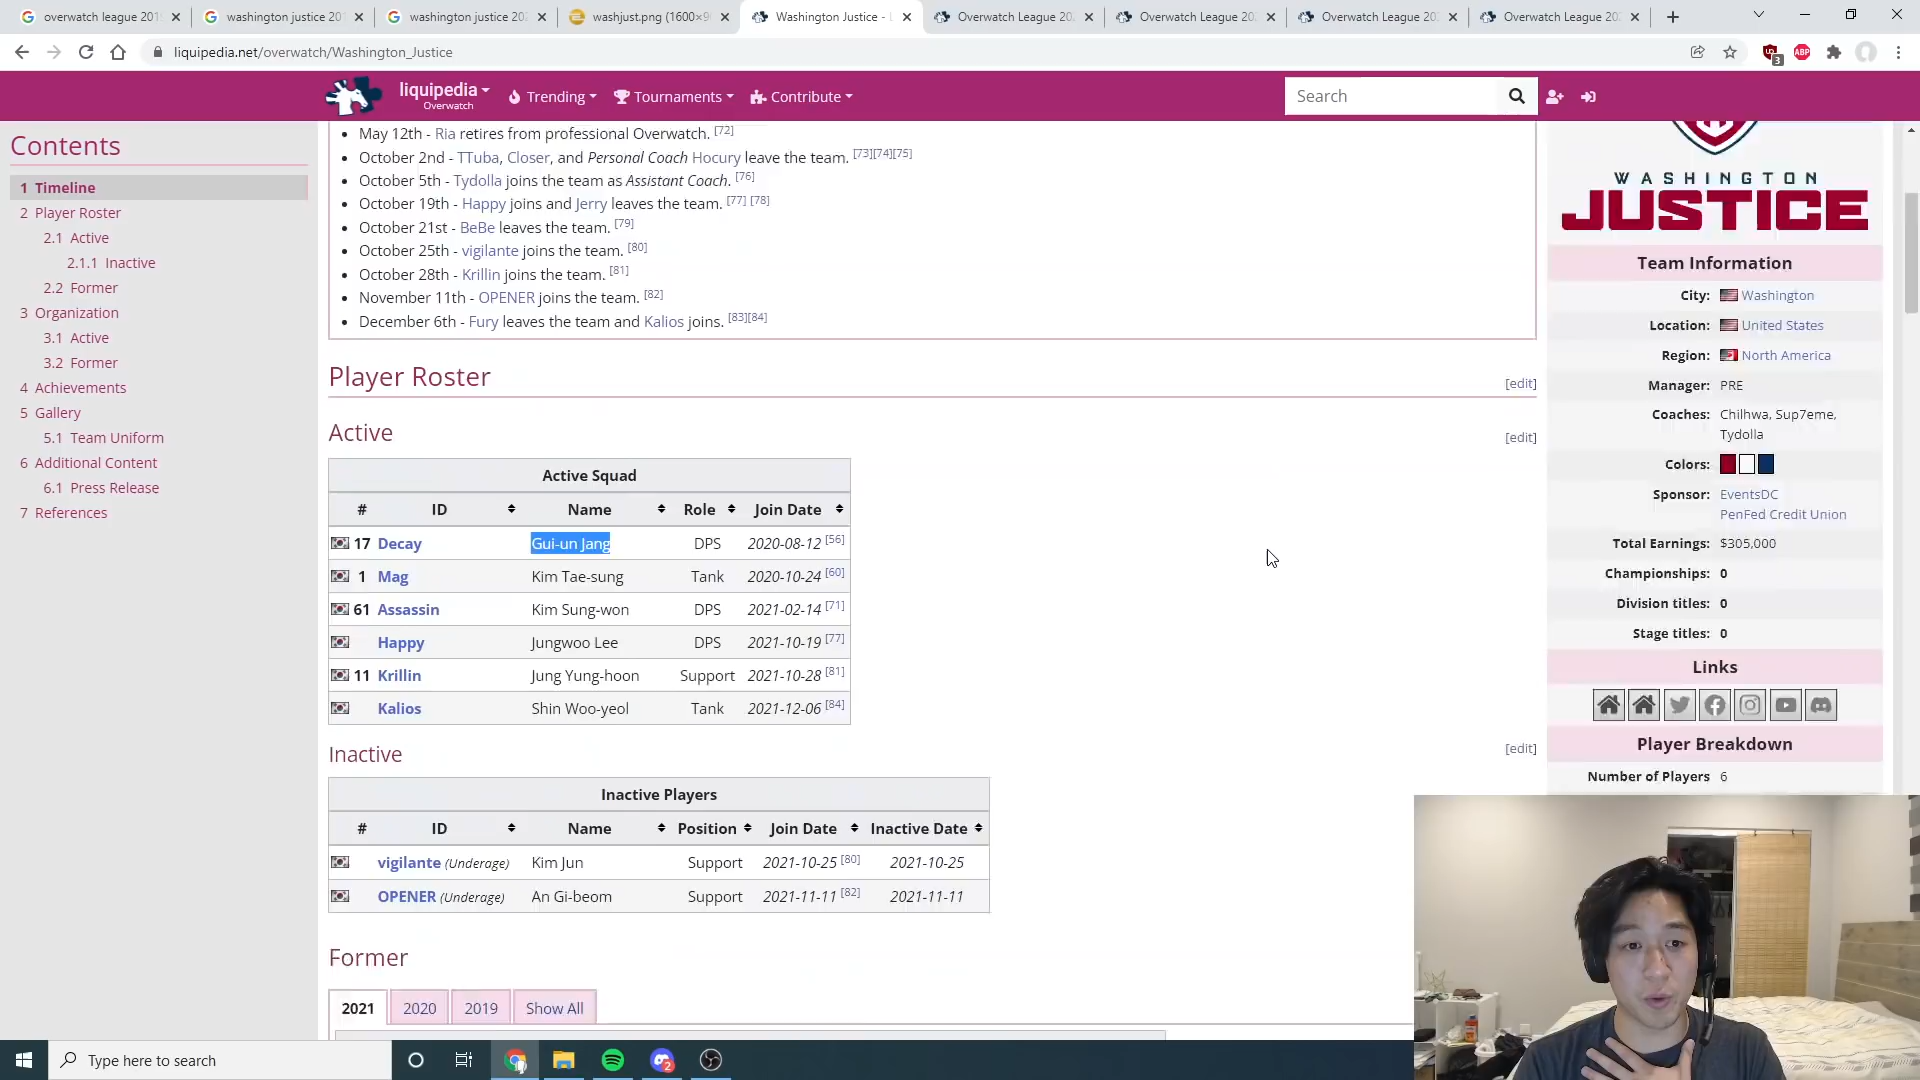 overwatch league 201
washington justice 20
washington justice 202
washjust.png (1600×9
Washington Justice - L
Overwatch League 202
Overwatch League 202
Overwatch League 202
Overwatch League 202
liquipedia.net/overwatch/Washington_Justice
3
ABP
liquipedia
Overwatch
Trending
Tournaments
Contribute
Search
Contents
1 Timeline
2 Player Roster
2.1 Active
2.1.1 Inactive
2.2 Former
3 Organization
3.1 Active
3.2 Former
4 Achievements
5 Gallery
5.1 Team Uniform
6 Additional Content
6.1 Press Release
7 References
May 12th - Ria retires from professional Overwatch. [72]
October 2nd - TTuba, Closer, and Personal Coach Hocury leave the team. [73][74][75]
October 5th - Tydolla joins the team as Assistant Coach. [76]
October 19th - Happy joins and Jerry leaves the team. [77] [78]
October 21st - BeBe leaves the team. [79]
October 25th - vigilante joins the team. [80]
October 28th - Krillin joins the team. [81]
November 11th - OPENER joins the team. [82]
December 6th - Fury leaves the team and Kalios joins. [83][84]
Player Roster [edit]
Active [edit]
Active Squad
# ID Name Role Join Date
17 Decay Gui-un Jang DPS 2020-08-12 [56]
1 Mag Kim Tae-sung Tank 2020-10-24 [60]
61 Assassin Kim Sung-won DPS 2021-02-14 [71]
Happy Jungwoo Lee DPS 2021-10-19 [77]
11 Krillin Jung Yung-hoon Support 2021-10-28 [81]
Kalios Shin Woo-yeol Tank 2021-12-06 [84]
Inactive [edit]
Inactive Players
# ID Name Position Join Date Inactive Date
vigilante (Underage) Kim Jun Support 2021-10-25 [80] 2021-10-25
OPENER (Underage) An Gi-beom Support 2021-11-11 [82] 2021-11-11
Former
2021 2020 2019 Show All
WASHINGTON
JUSTICE
Team Information
City: Washington
Location: United States
Region: North America
Manager: PRE
Coaches: Chilhwa, Sup7eme,
Tydolla
Colors:
Sponsor: EventsDC
PenFed Credit Union
Total Earnings: $305,000
Championships: 0
Division titles: 0
Stage titles: 0
Links
Player Breakdown
Number of Players 6
Type here to search
2